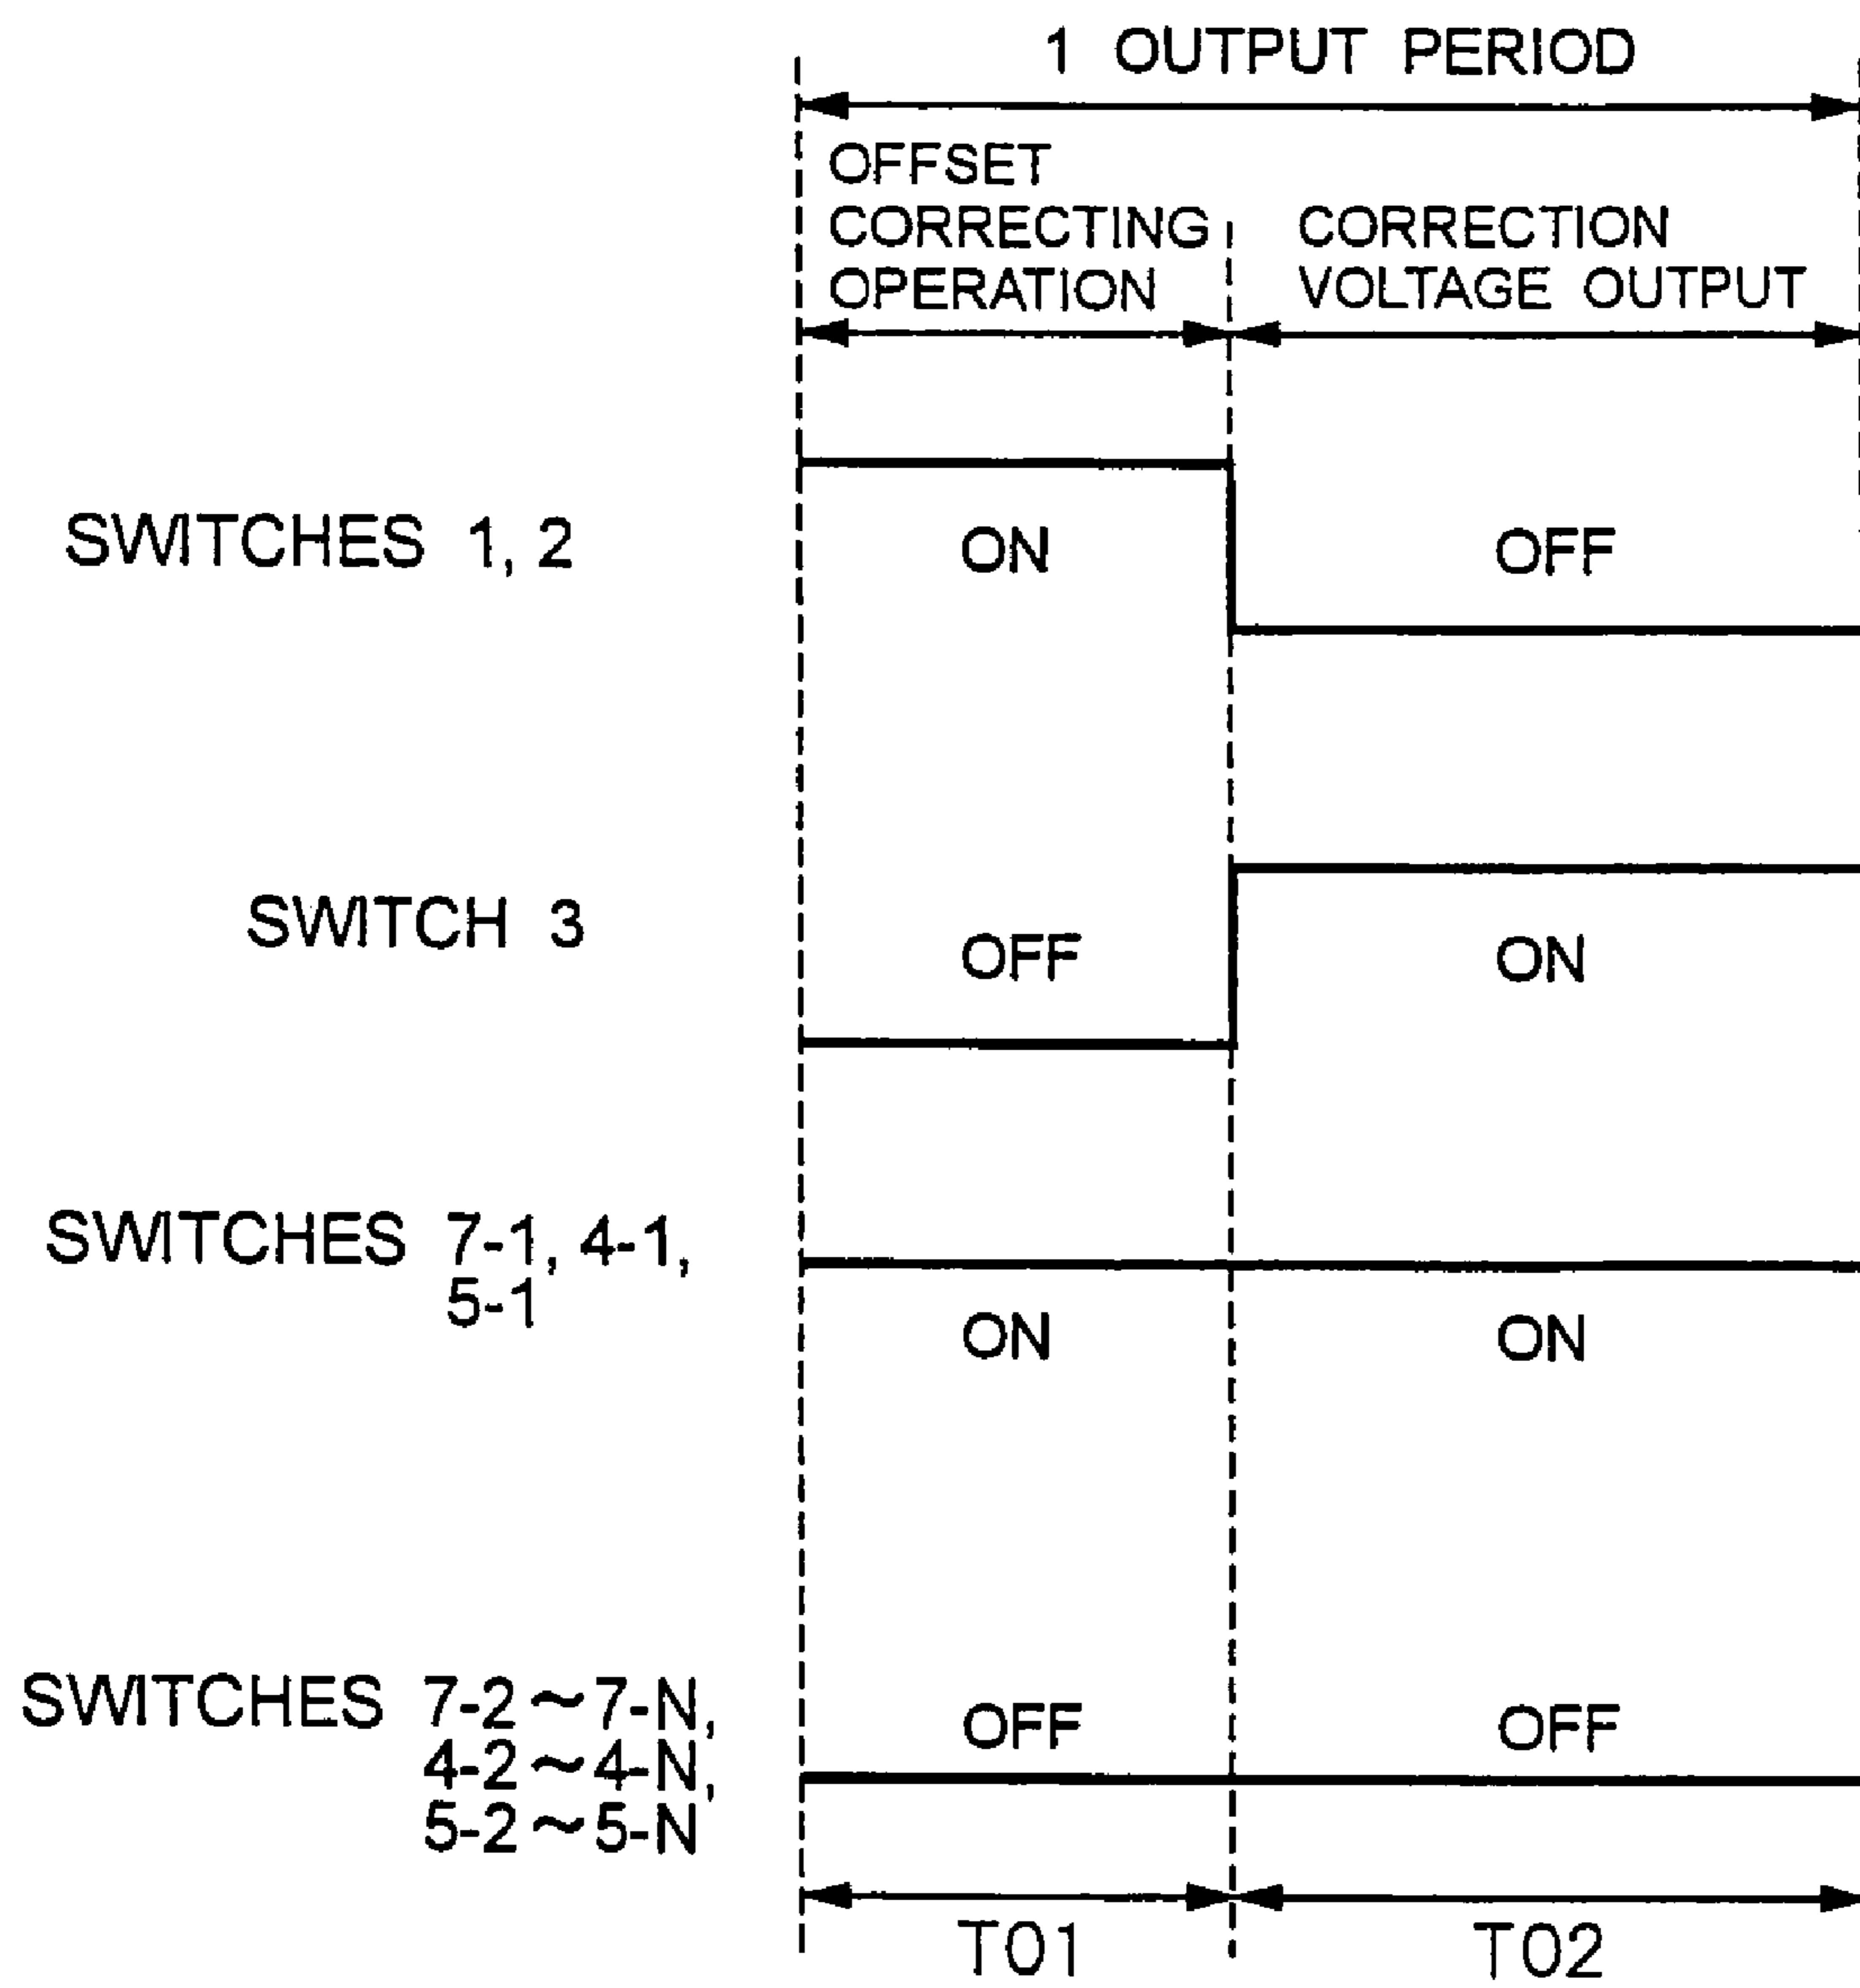 1 OUTPUT PERIOD
OFFSET
CORRECTING
OPERATION
CORRECTION
VOLTAGE OUTPUT
SWITCHES 1, 2
ON
OFF
SWITCH 3
OFF
ON
SWITCHES 7-1, 4-1,
5-1
ON
ON
SWITCHES 7-2~7-N,
4-2~4-N,
5-2~5-N
OFF
OFF
T01
T02